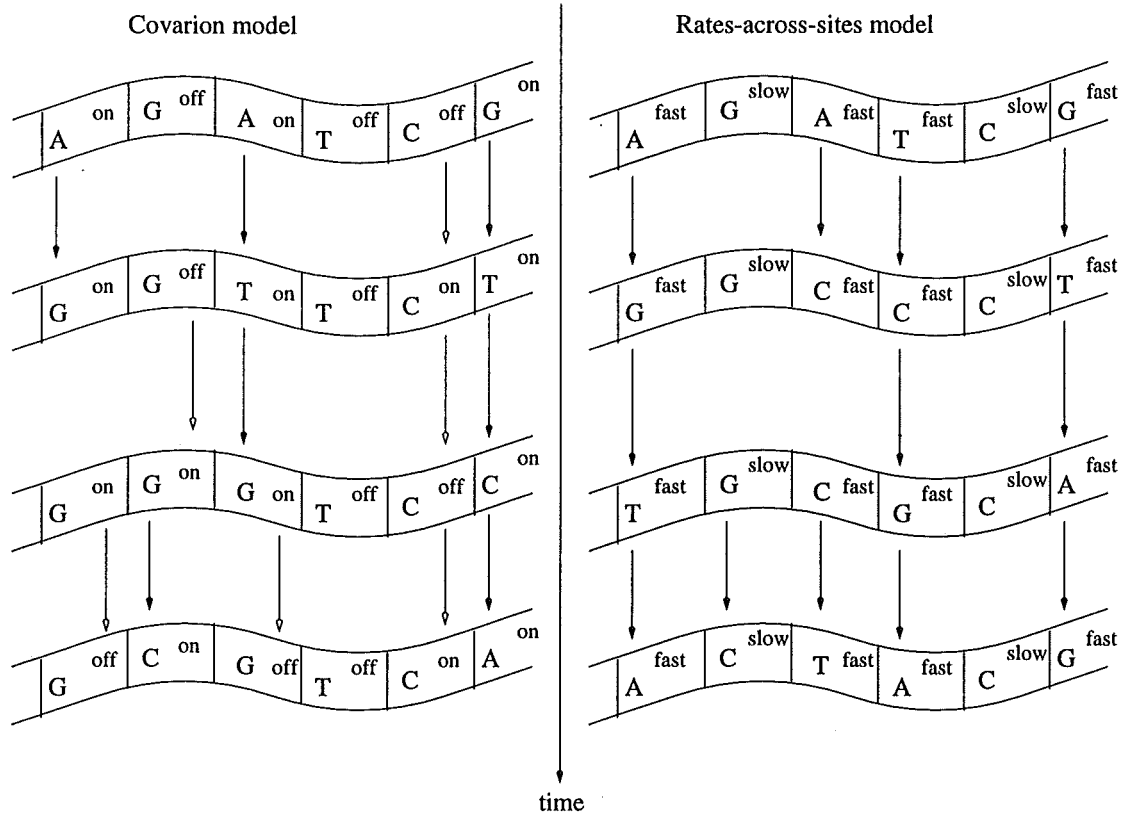 Covarion model
Rates-across-sites model
A on G off A on T off C off G on
A fast G slow A fast T fast C slow G fast
G on G off T on T off C on T on
G fast G slow C fast C fast C slow T fast
G on G on G on T off C off C on
T fast G slow C fast G fast C slow A fast
G off C on G off T off C on A on
A fast C slow T fast A fast C slow G fast
time